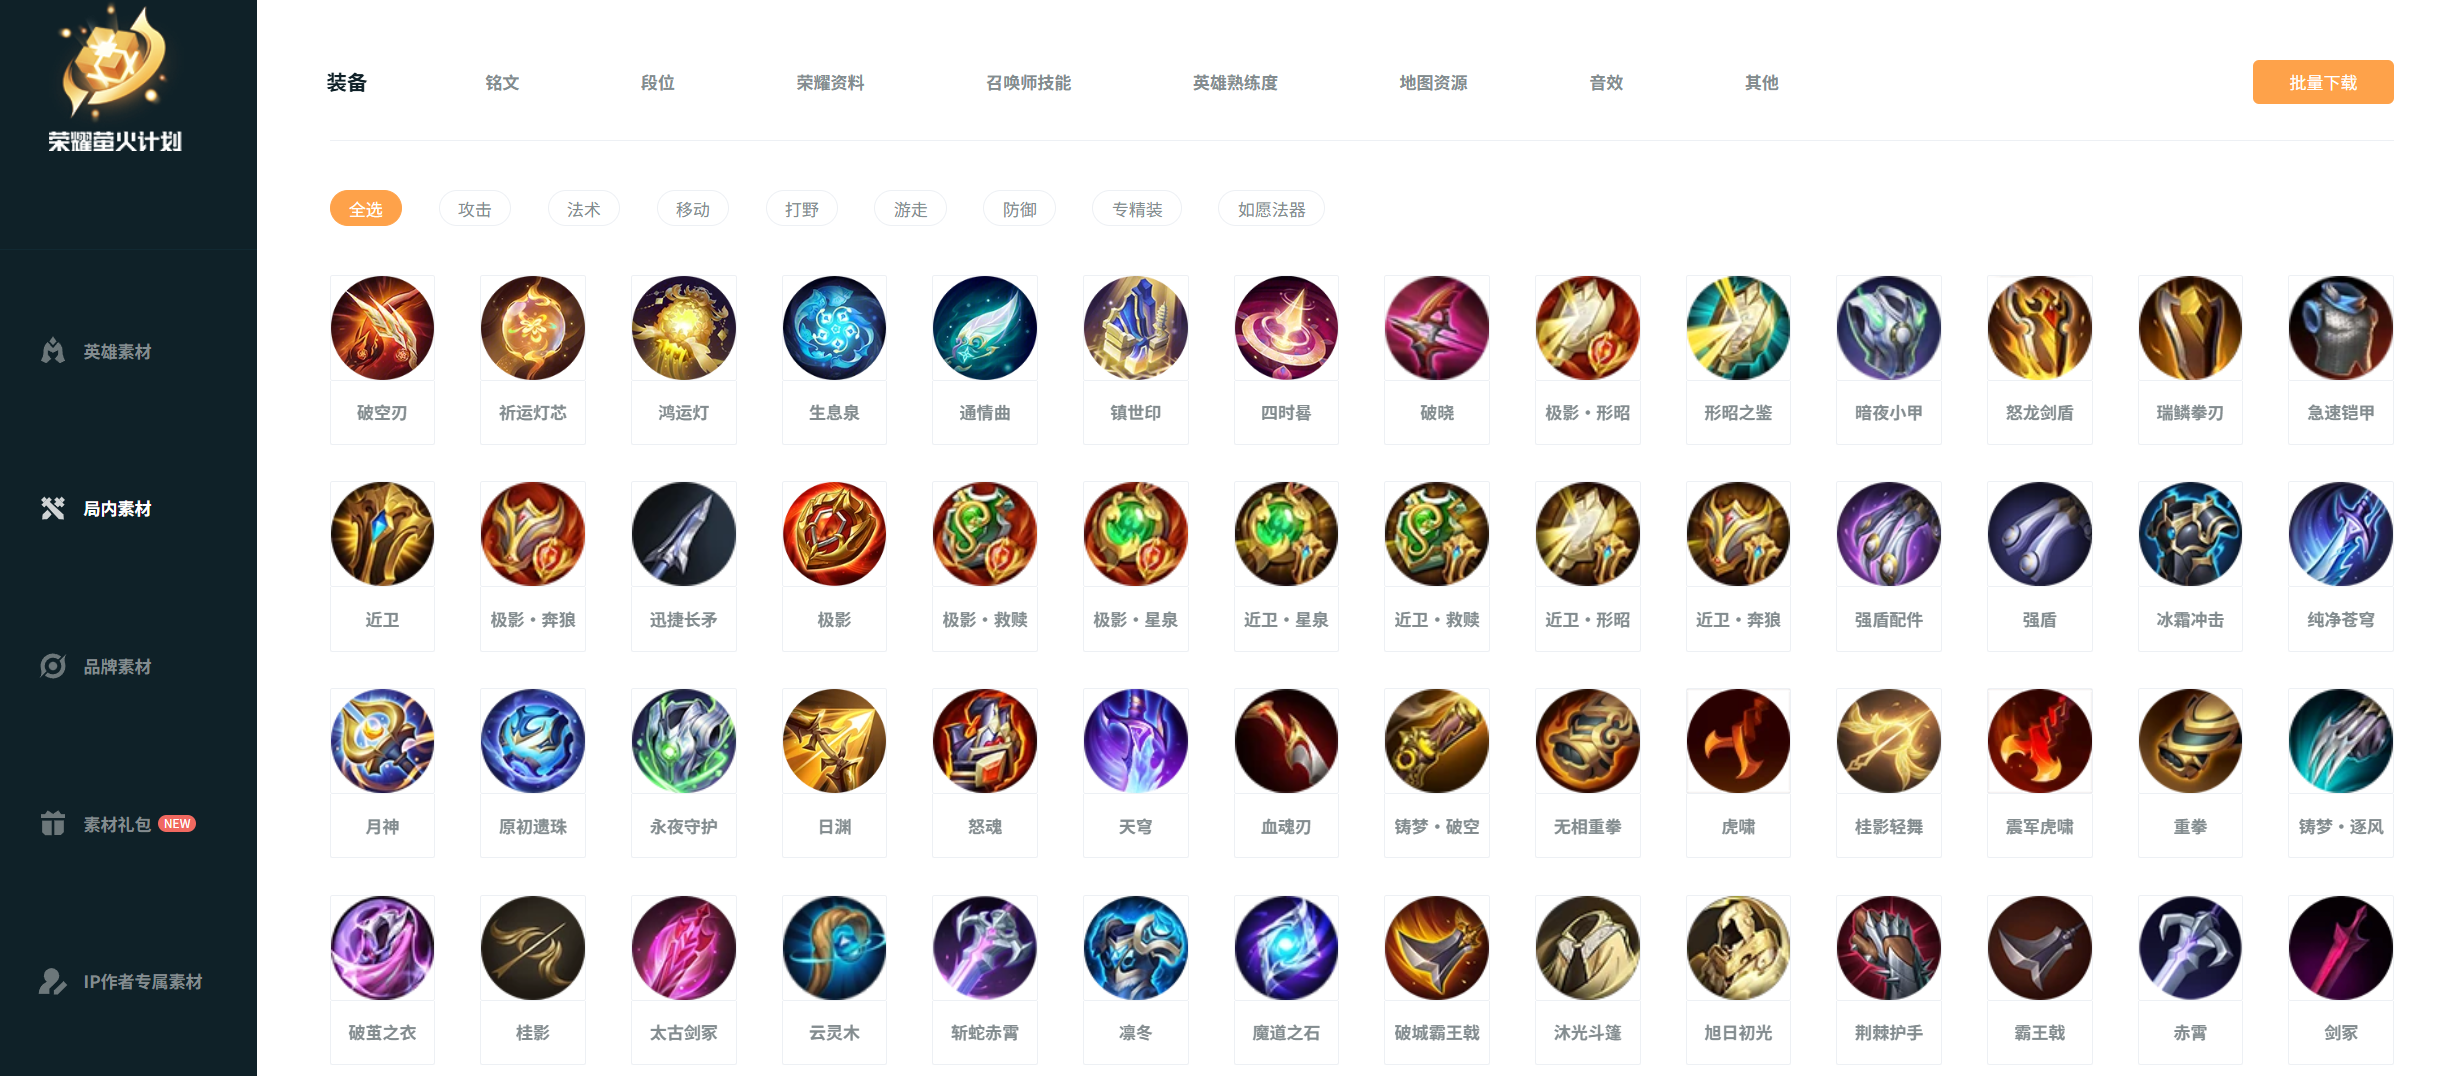 荣耀萤火计划
英雄素材
局内素材
品牌素材
素材礼包 NEW
IP作者专属素材
装备 铭文 段位 荣耀资料 召唤师技能 英雄熟练度 地图资源 音效 其他 批量下载
全选 攻击 法术 移动 打野 游走 防御 专精装 如愿法器
破空刃 祈运灯芯 鸿运灯 生息泉 通情曲 镇世印 四时晷 破晓 极影·形昭 形昭之鉴 暗夜小甲 怒龙剑盾 瑞鳞拳刃 急速铠甲
近卫 极影·奔狼 迅捷长矛 极影 极影·救赎 极影·星泉 近卫·星泉 近卫·救赎 近卫·形昭 近卫·奔狼 强盾配件 强盾 冰霜冲击 纯净苍穹
月神 原初遗珠 永夜守护 日渊 怒魂 天穹 血魂刃 铸梦·破空 无相重拳 虎啸 桂影轻舞 震军虎啸 重拳 铸梦·逐风
破茧之衣 桂影 太古剑冢 云灵木 斩蛇赤霄 凛冬 魔道之石 破城霸王戟 沐光斗篷 旭日初光 荆棘护手 霸王戟 赤霄 剑冢